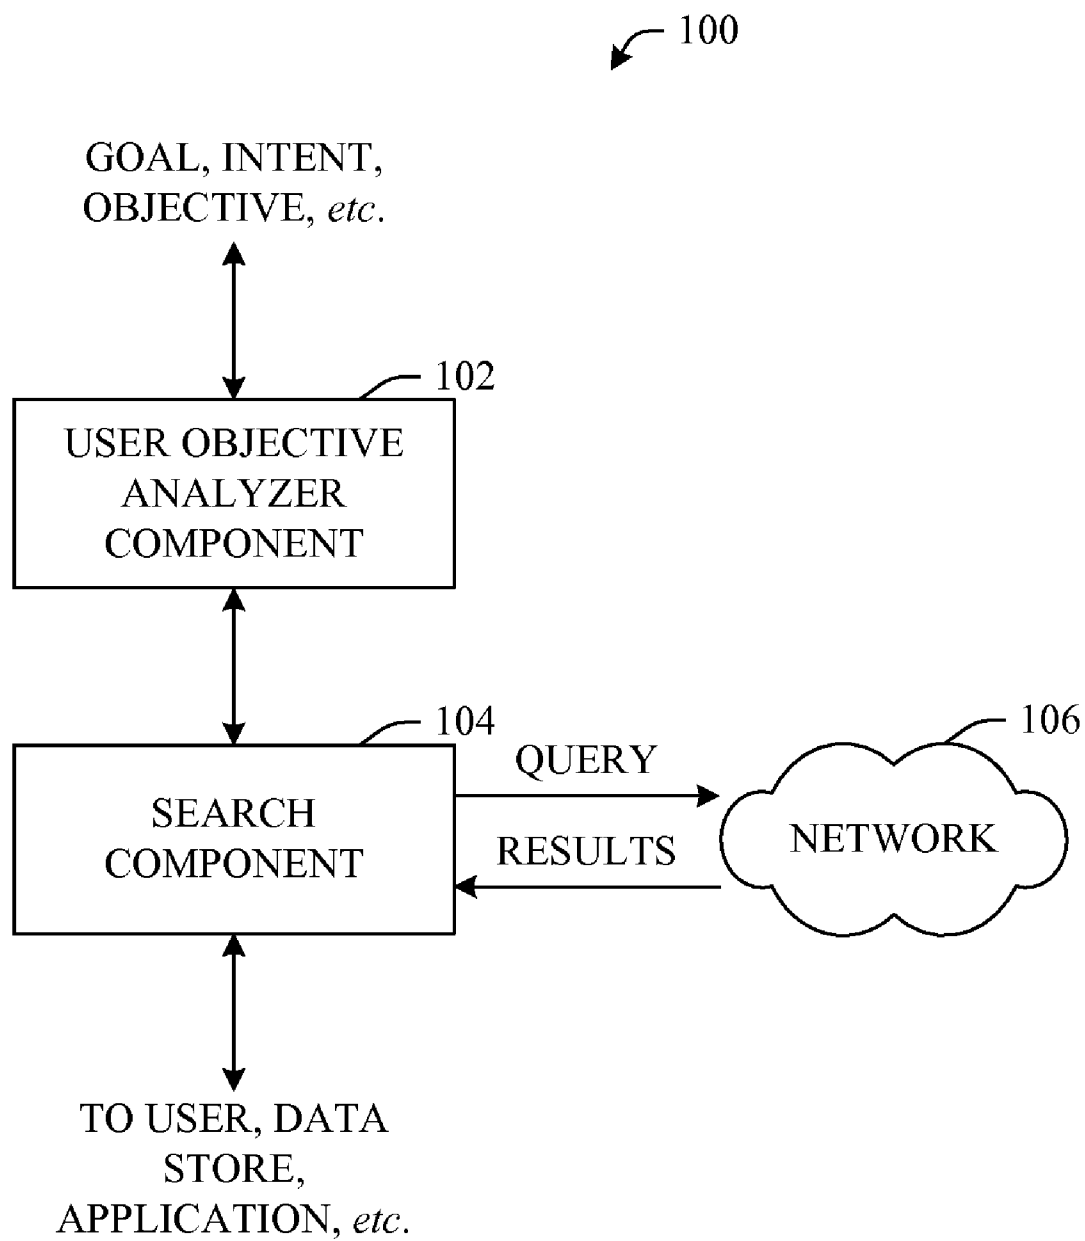 100
GOAL, INTENT,
OBJECTIVE, etc.
102
USER OBJECTIVE
ANALYZER
COMPONENT
104
106
QUERY
SEARCH
COMPONENT
NETWORK
RESULTS
TO USER, DATA
STORE,
APPLICATION, etc.